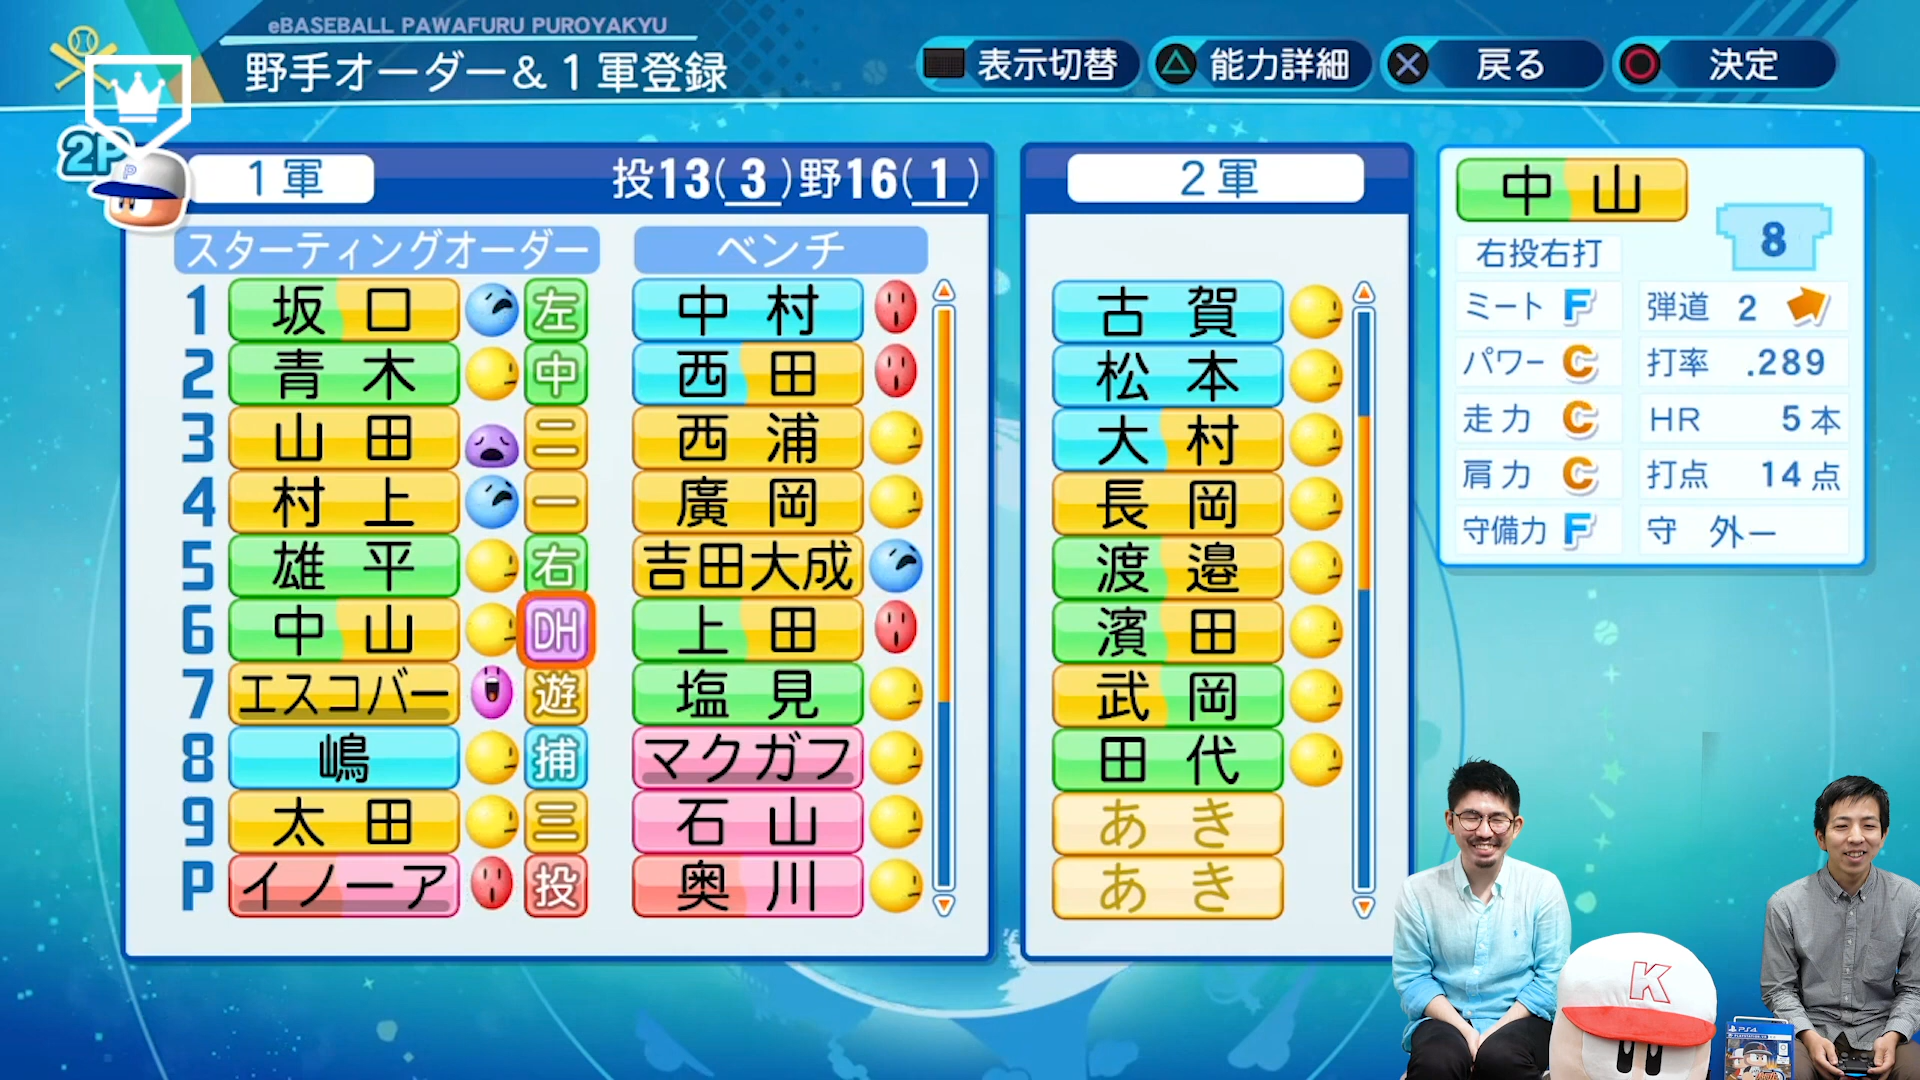 eBASEBALL PAWAFURU PUROYAKYU
野手オーダー&1軍登録
表示切替
能力詳細
戻る
決定
2P
1軍
投13(3)野16(1)
スターティングオーダー
ベンチ
1 坂口 左
2 青木 中
3 山田 二
4 村上 一
5 雄平 右
6 中山 DH
7 エスコバー 遊
8 嶋 捕
9 太田 三
P イノーア 投
中村
西田
西浦
廣岡
吉田大成
上田
塩見
マクガフ
石山
奥川
2軍
古賀
松本
大村
長岡
渡邉
濱田
武岡
田代
あき
あき
中山
8
右投右打
ミート F 弾道 2
パワー C 打率 .289
走力 C HR 5本
肩力 C 打点 14点
守備力 F 守 外一
K
PS4